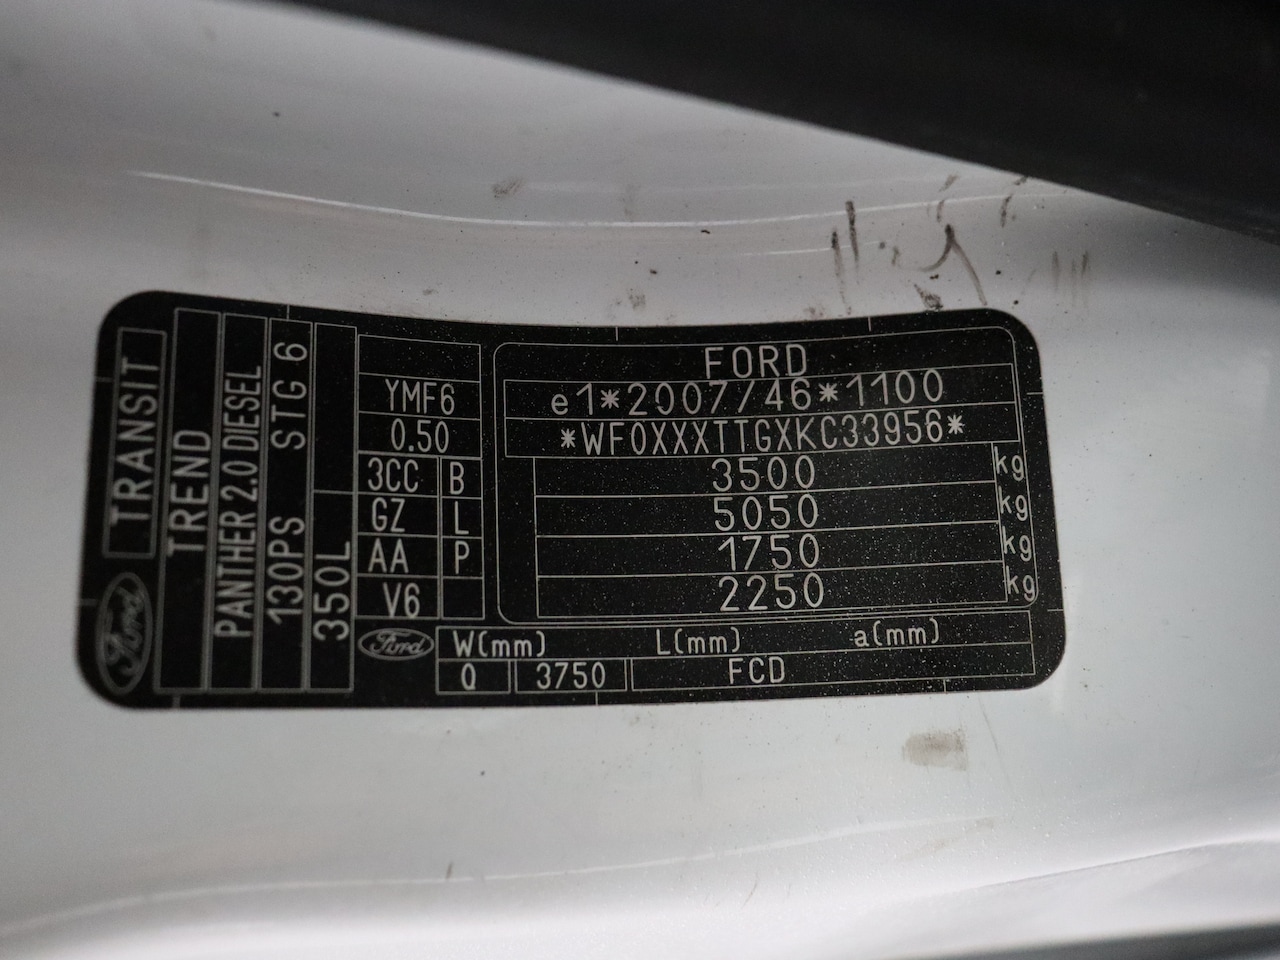 TRANSIT
TREND
PANTHER 2.0 DIESEL
130PS STG 6
350L
Ford
YMF6
0.50
3CC B
GZ L
AA P
V6
FORD
e1*2007/46*1100
*WF0XXXTTGXKC33956*
3500 kg
5050 kg
1750 kg
2250 kg
Ford W(mm) L(mm) a(mm)
Q 3750 FCD